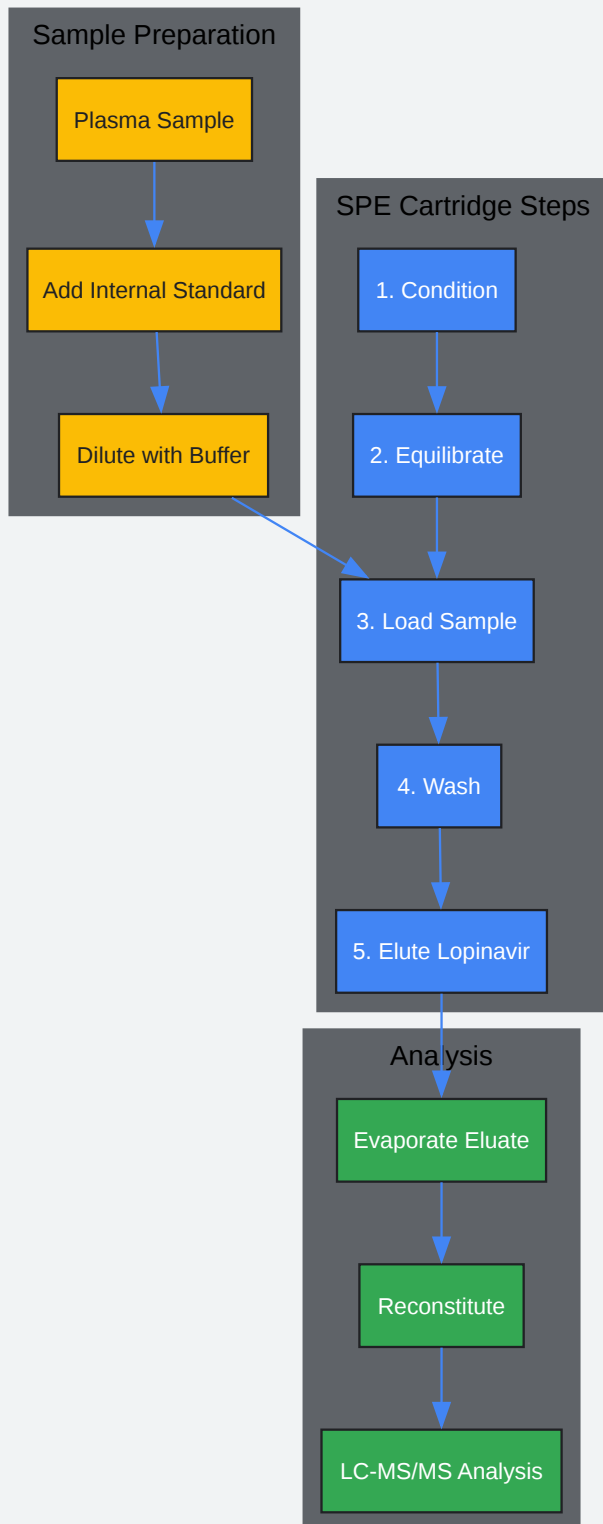 Sample Preparation
Plasma Sample
Add Internal Standard
Dilute with Buffer
SPE Cartridge Steps
1. Condition
2. Equilibrate
3. Load Sample
4. Wash
5. Elute Lopinavir
Analysis
Evaporate Eluate
Reconstitute
LC-MS/MS Analysis